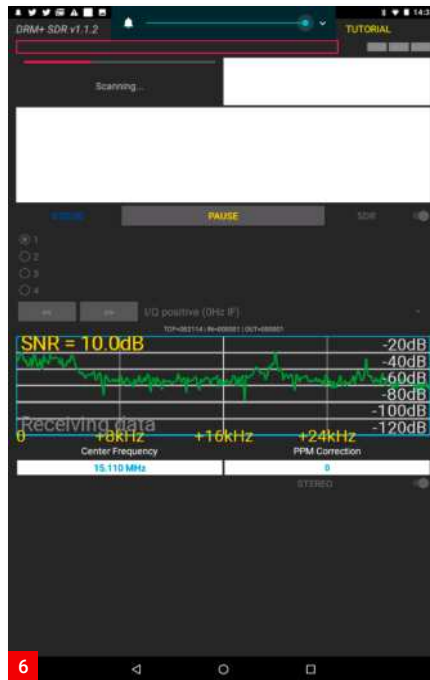 14:3
DRM+ SDR v1.1.2
TUTORIAL
Scanning...
PAUSE
SDR
1
2
3
4
I/Q positive (0Hz IF)
SNR = 10.0dB
-20dB
-40dB
-60dB
-80dB
-100dB
Receiving data
-120dB
0 +8kHz +16kHz +24kHz
Center Frequency PPM Correction
15.110 MHz 0
STEREO
6